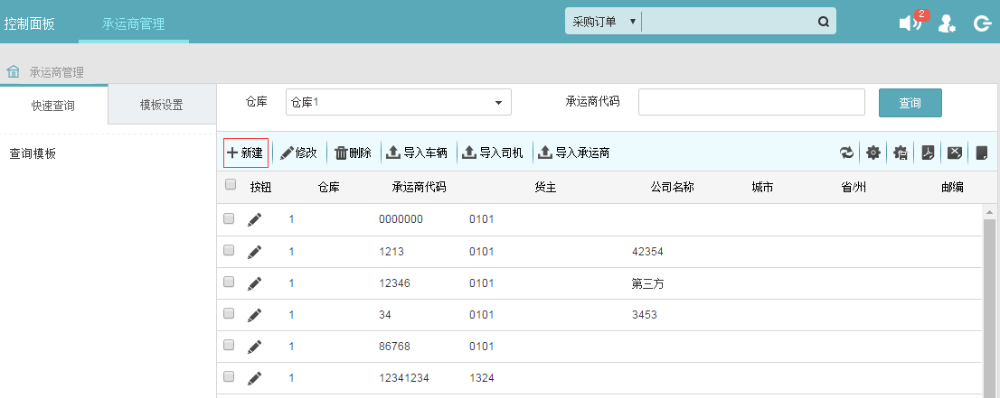 控制面板 承运商管理 采购订单 2
承运商管理
快速查询 模板设置 仓库 仓库1 承运商代码 查询
查询模板
新建 修改 删除 导入车辆 导入司机 导入承运商
按钮 仓库 承运商代码 货主 公司名称 城市 省/州 邮编
1 0000000 0101
1 1213 0101 42354
1 12346 0101 第三方
1 34 0101 3453
1 86768 0101
1 12341234 1324